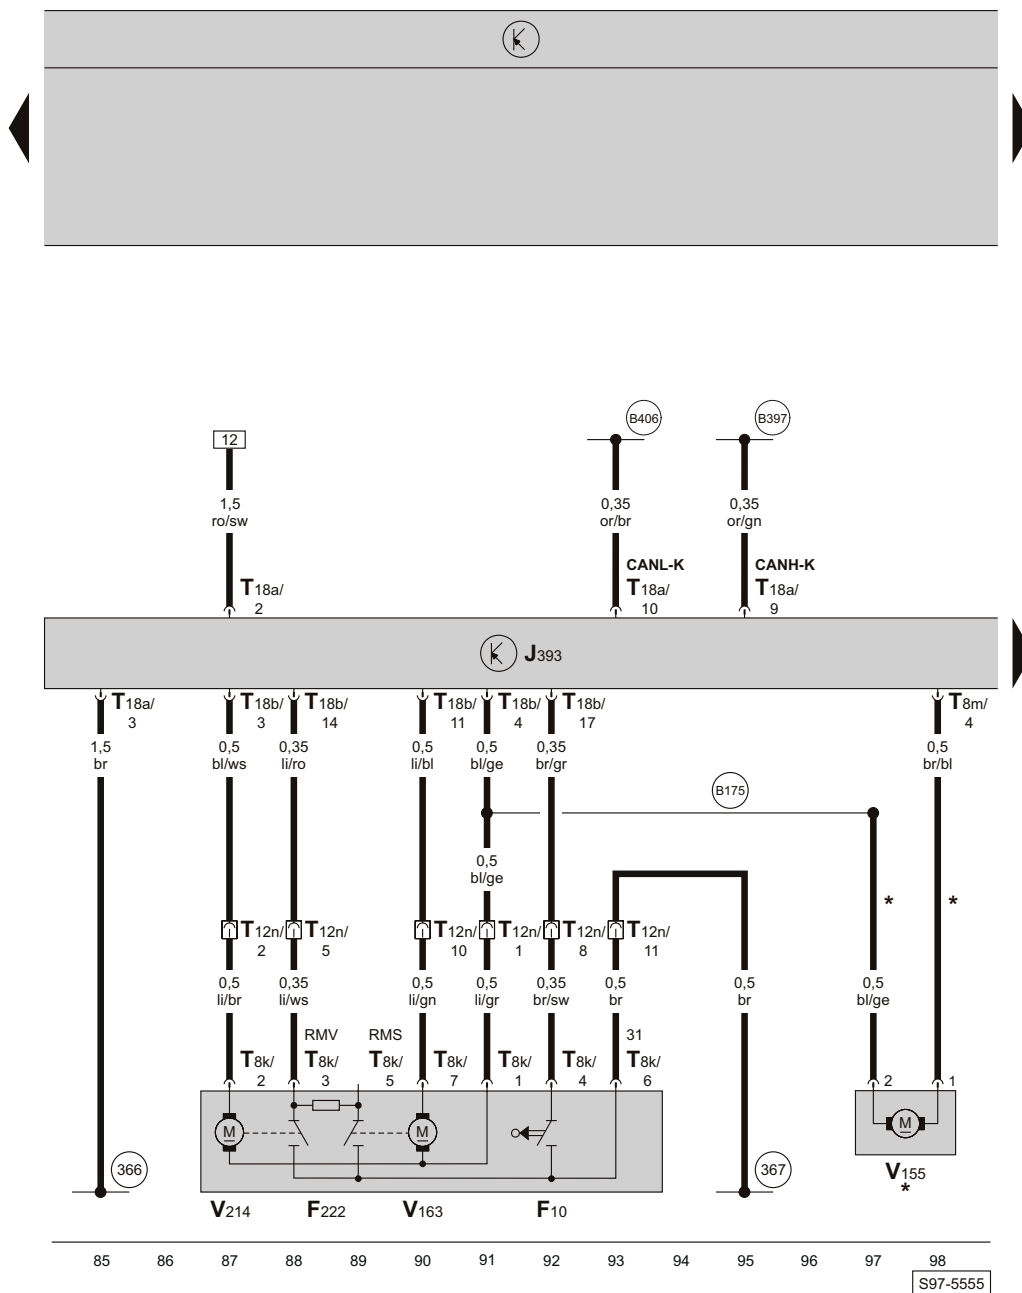 B406 B397
12
1,5 0,35 0,35
ro/sw or/br or/gn
CANL-K CANH-K
T18a/ T18a/ T18a/
2 10 9
J393
T18a/ T18b/ T18b/ T18b/ T18b/ T18b/ T8m/
3 3 14 11 4 17 4
1,5 0,5 0,35 0,5 0,5 0,35 0,5
br bl/ws li/ro li/bl bl/ge br/gr br/bl
B175
0,5
bl/ge
* *
T12n/ T12n/ T12n/ T12n/ T12n/ T12n/
2 5 10 1 8 11
0,5 0,35 0,5 0,5 0,35 0,5 0,5 0,5
li/br li/ws li/gn li/gr br/sw br br bl/ge
RMV RMS 31
T8k/ T8k/ T8k/ T8k/ T8k/ T8k/ T8k/
2 3 5 7 1 4 6 2 1
M M M
366 367
V155
*
V214 F222 V163 F10
85 86 87 88 89 90 91 92 93 94 95 96 97 98
S97-5555